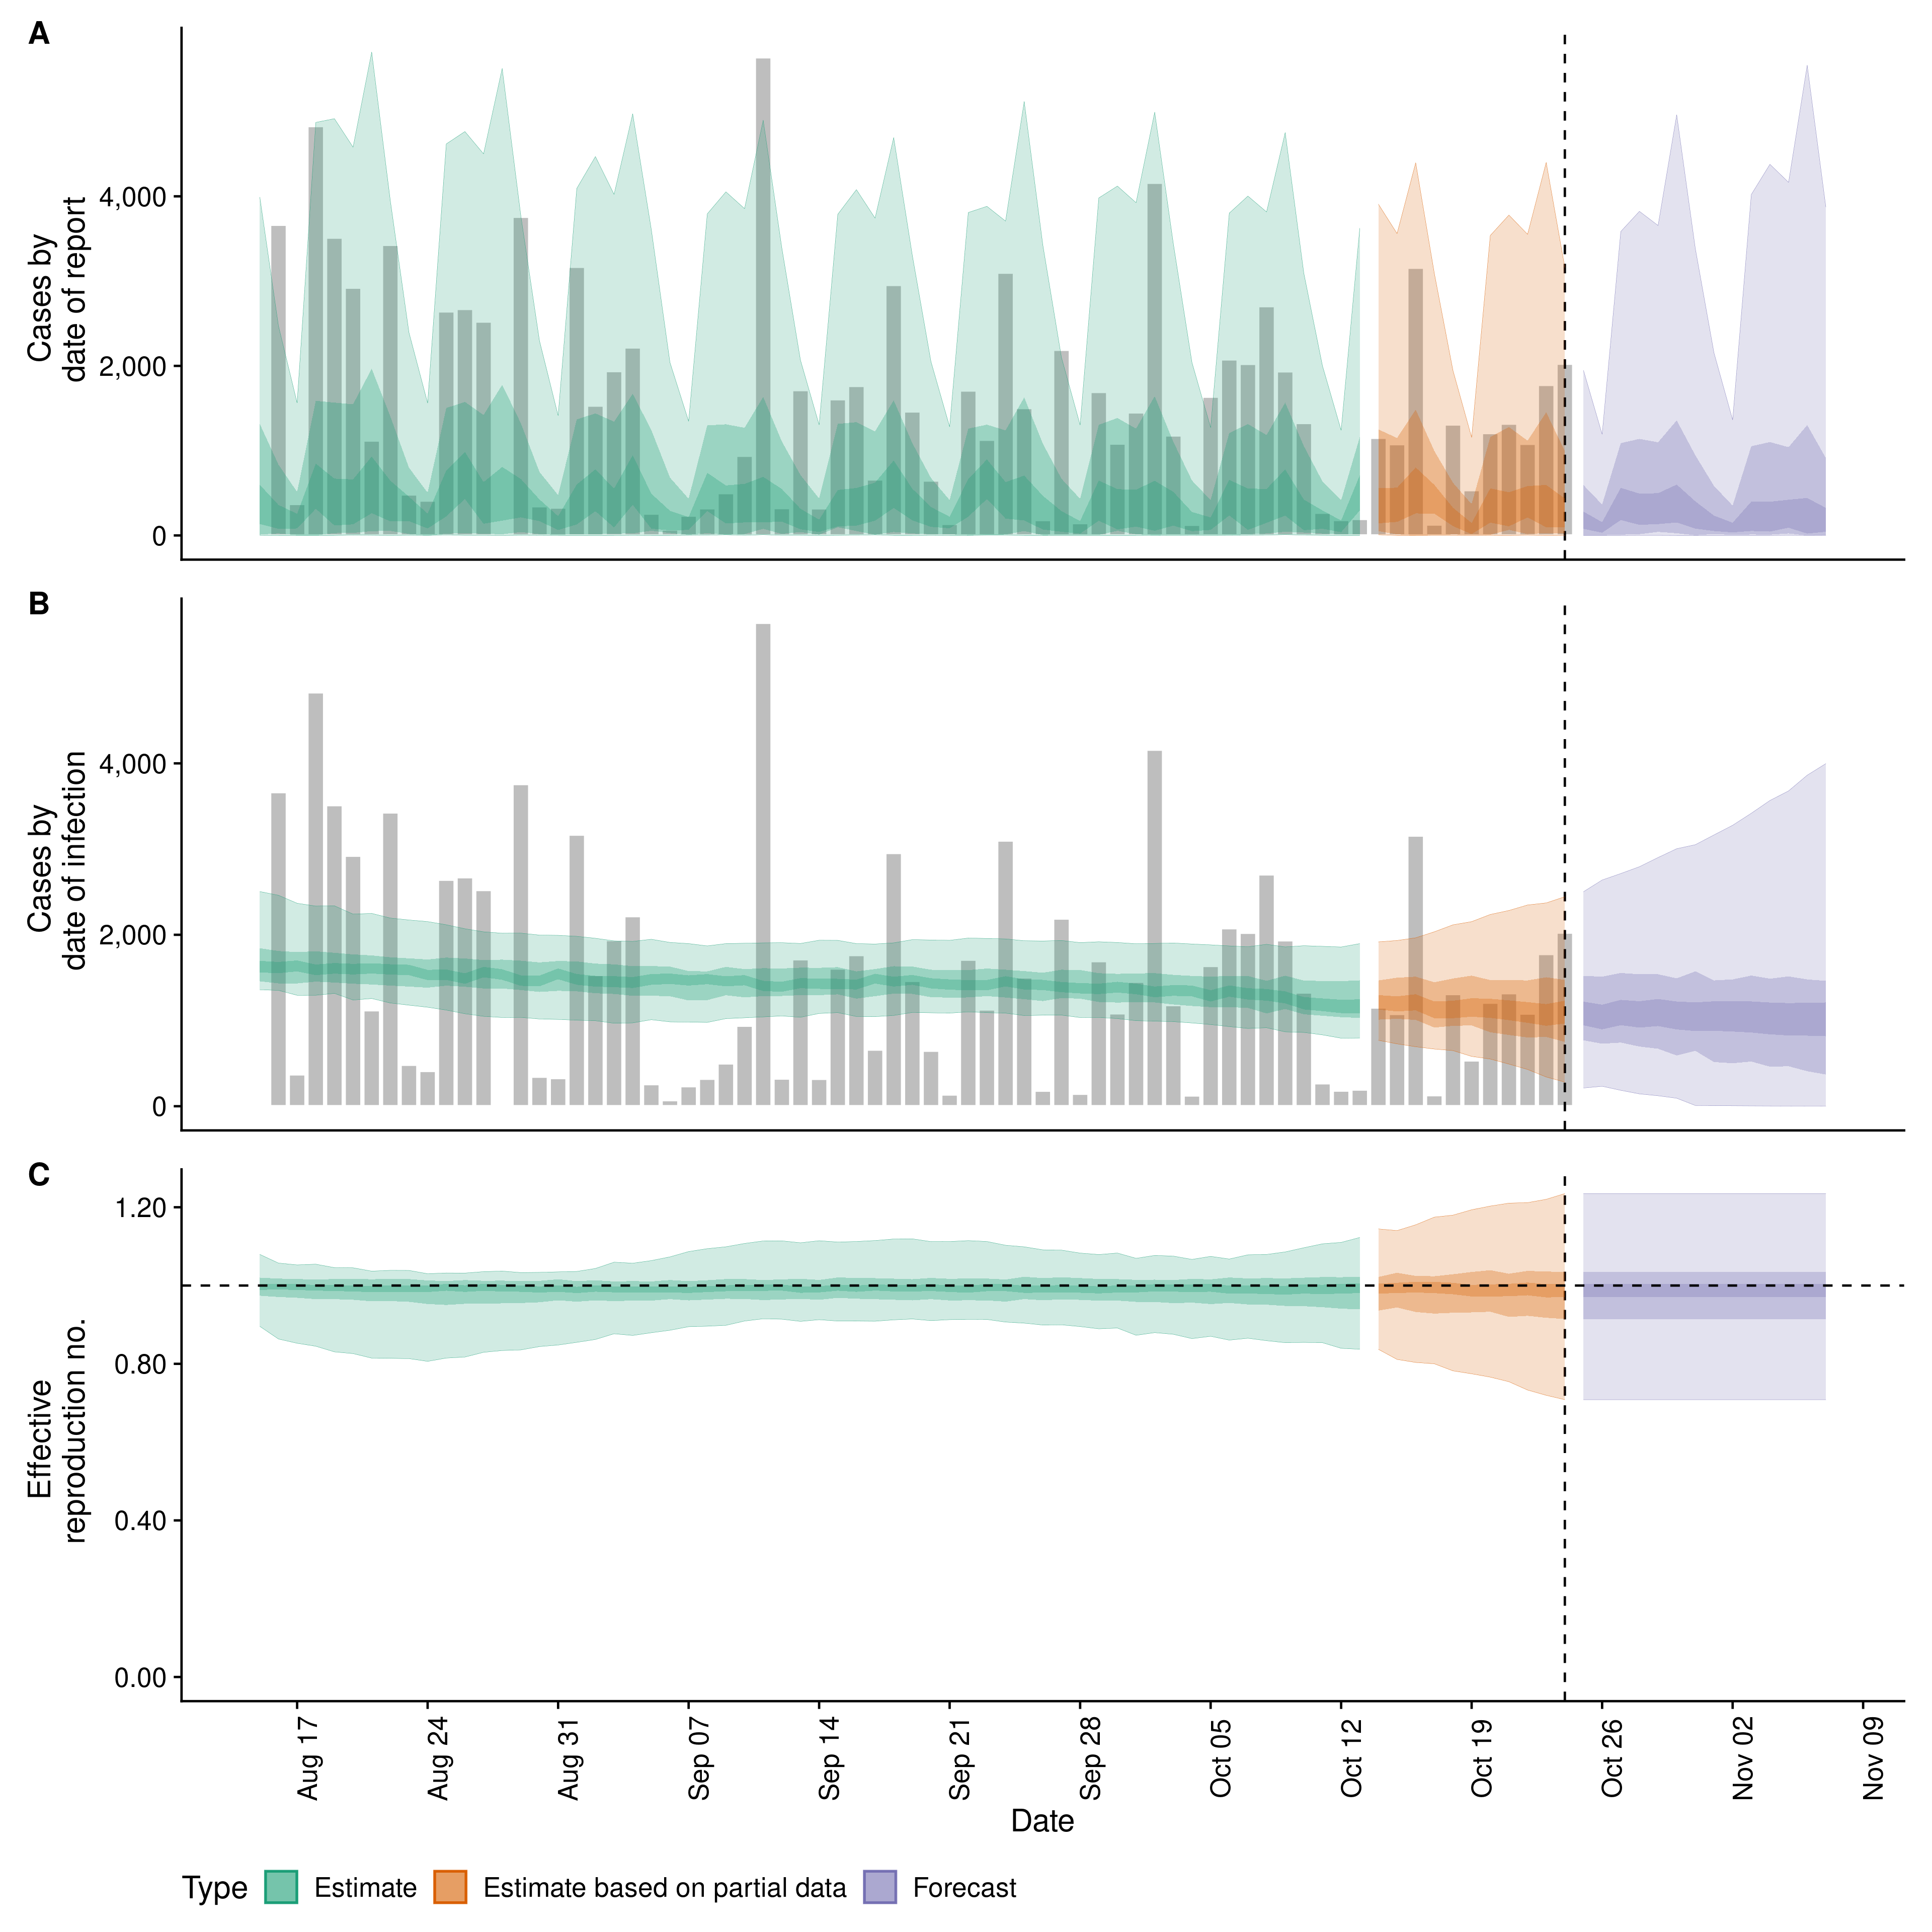 A
Cases by
date of report
4,000
2,000
0
B
Cases by
date of infection
4,000
2,000
0
C
Effective
reproduction no.
1.20
0.80
0.40
0.00
Aug 17
Aug 24
Aug 31
Sep 07
Sep 14
Sep 21
Sep 28
Oct 05
Oct 12
Oct 19
Oct 26
Nov 02
Nov 09
Date
Type Estimate Estimate based on partial data Forecast